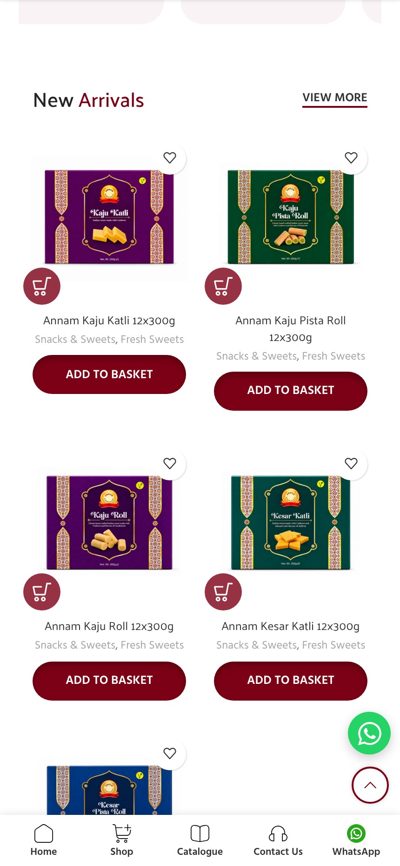 New Arrivals
VIEW MORE
Kaju Katli
Kaju
Pista Roll
Annam Kaju Katli 12x300g
Snacks & Sweets, Fresh Sweets
ADD TO BASKET
Annam Kaju Pista Roll
12x300g
Snacks & Sweets, Fresh Sweets
ADD TO BASKET
Kaju Roll
Kesar Katli
Annam Kaju Roll 12x300g
Snacks & Sweets, Fresh Sweets
ADD TO BASKET
Annam Kesar Katli 12x300g
Snacks & Sweets, Fresh Sweets
ADD TO BASKET
Kesar
Pista Roll
Home
Shop
Catalogue
Contact Us
WhatsApp